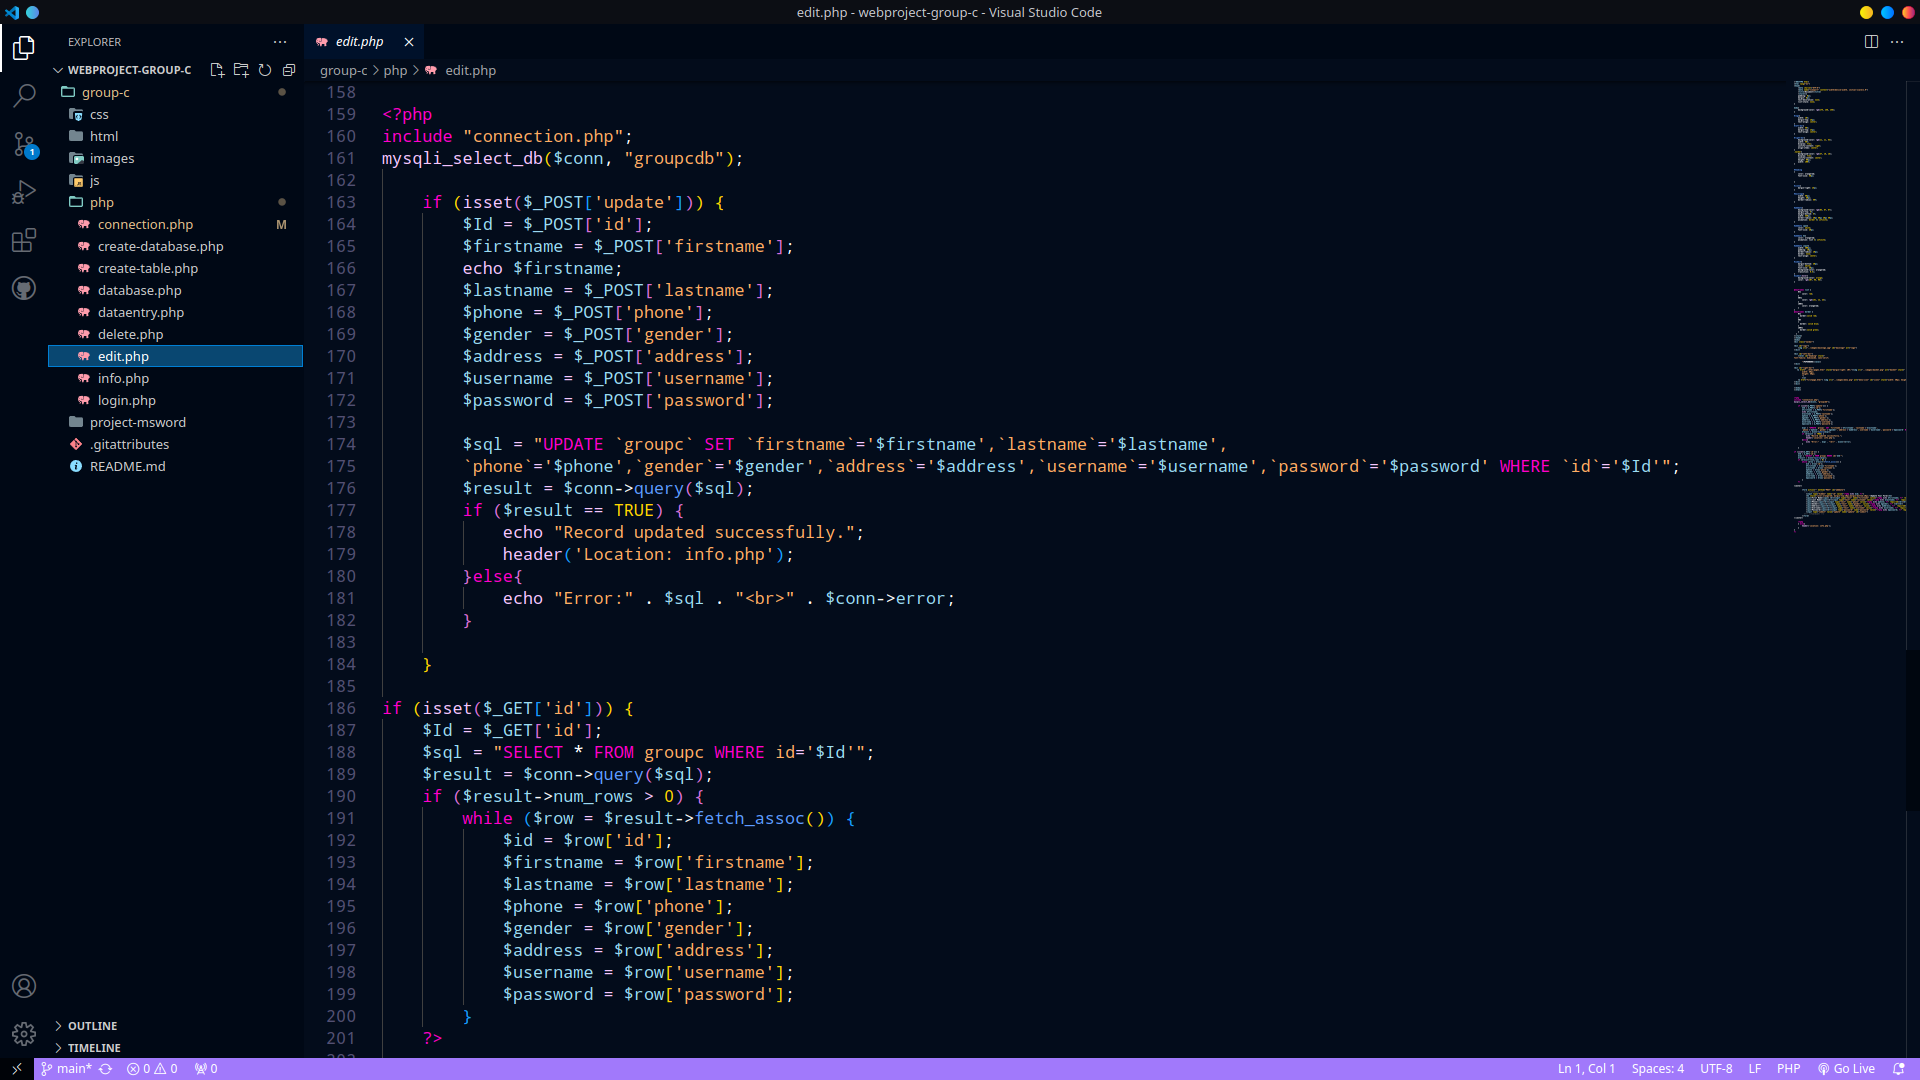 edit.php - webproject-group-c - Visual Studio Code
EXPLORER
WEBPROJECT-GROUP-C
group-c
css
html
images
js
php
connection.php M
create-database.php
create-table.php
database.php
dataentry.php
delete.php
edit.php
info.php
login.php
project-msword
.gitattributes
README.md
OUTLINE
TIMELINE
1
edit.php
group-c > php > edit.php
158
159 <?php
160 include "connection.php";
161 mysqli_select_db($conn, "groupcdb");
162
163 if (isset($_POST['update'])) {
164 $Id = $_POST['id'];
165 $firstname = $_POST['firstname'];
166 echo $firstname;
167 $lastname = $_POST['lastname'];
168 $phone = $_POST['phone'];
169 $gender = $_POST['gender'];
170 $address = $_POST['address'];
171 $username = $_POST['username'];
172 $password = $_POST['password'];
173
174 $sql = "UPDATE `groupc` SET `firstname`='$firstname',`lastname`='$lastname',
175 `phone`='$phone',`gender`='$gender',`address`='$address',`username`='$username',`password`='$password' WHERE `id`='$Id'";
176 $result = $conn->query($sql);
177 if ($result == TRUE) {
178 echo "Record updated successfully.";
179 header('Location: info.php');
180 }else{
181 echo "Error:" . $sql . "<br>" . $conn->error;
182 }
183
184 }
185
186 if (isset($_GET['id'])) {
187 $Id = $_GET['id'];
188 $sql = "SELECT * FROM groupc WHERE id='$Id'";
189 $result = $conn->query($sql);
190 if ($result->num_rows > 0) {
191 while ($row = $result->fetch_assoc()) {
192 $id = $row['id'];
193 $firstname = $row['firstname'];
194 $lastname = $row['lastname'];
195 $phone = $row['phone'];
196 $gender = $row['gender'];
197 $address = $row['address'];
198 $username = $row['username'];
199 $password = $row['password'];
200 }
201 ?>
main* 0 0 0 Ln 1, Col 1 Spaces: 4 UTF-8 LF PHP Go Live